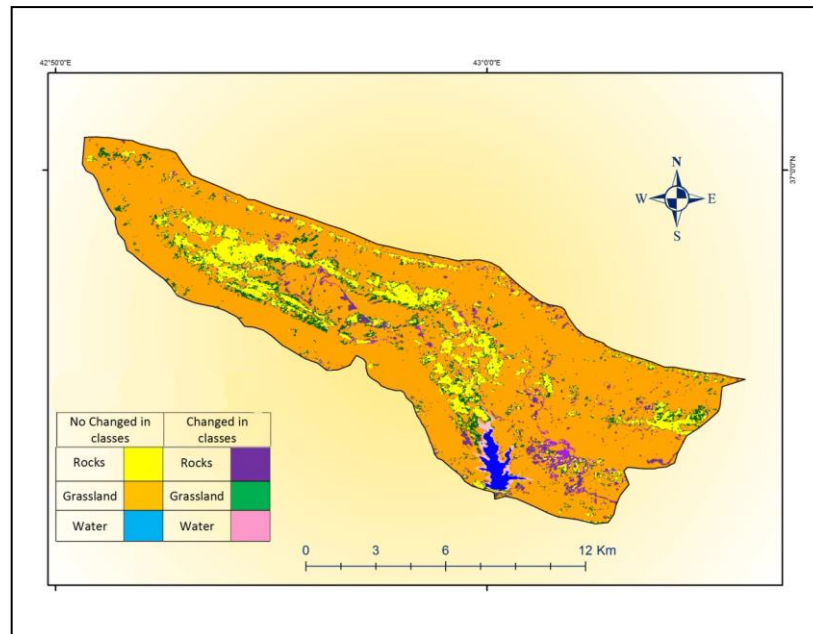 42°50'0"E
43°0'0"E
37°0'0"N
N
W E
S
No Changed in classes
Changed in classes
Rocks
Rocks
Grassland
Grassland
Water
Water
0 3 6 12 Km